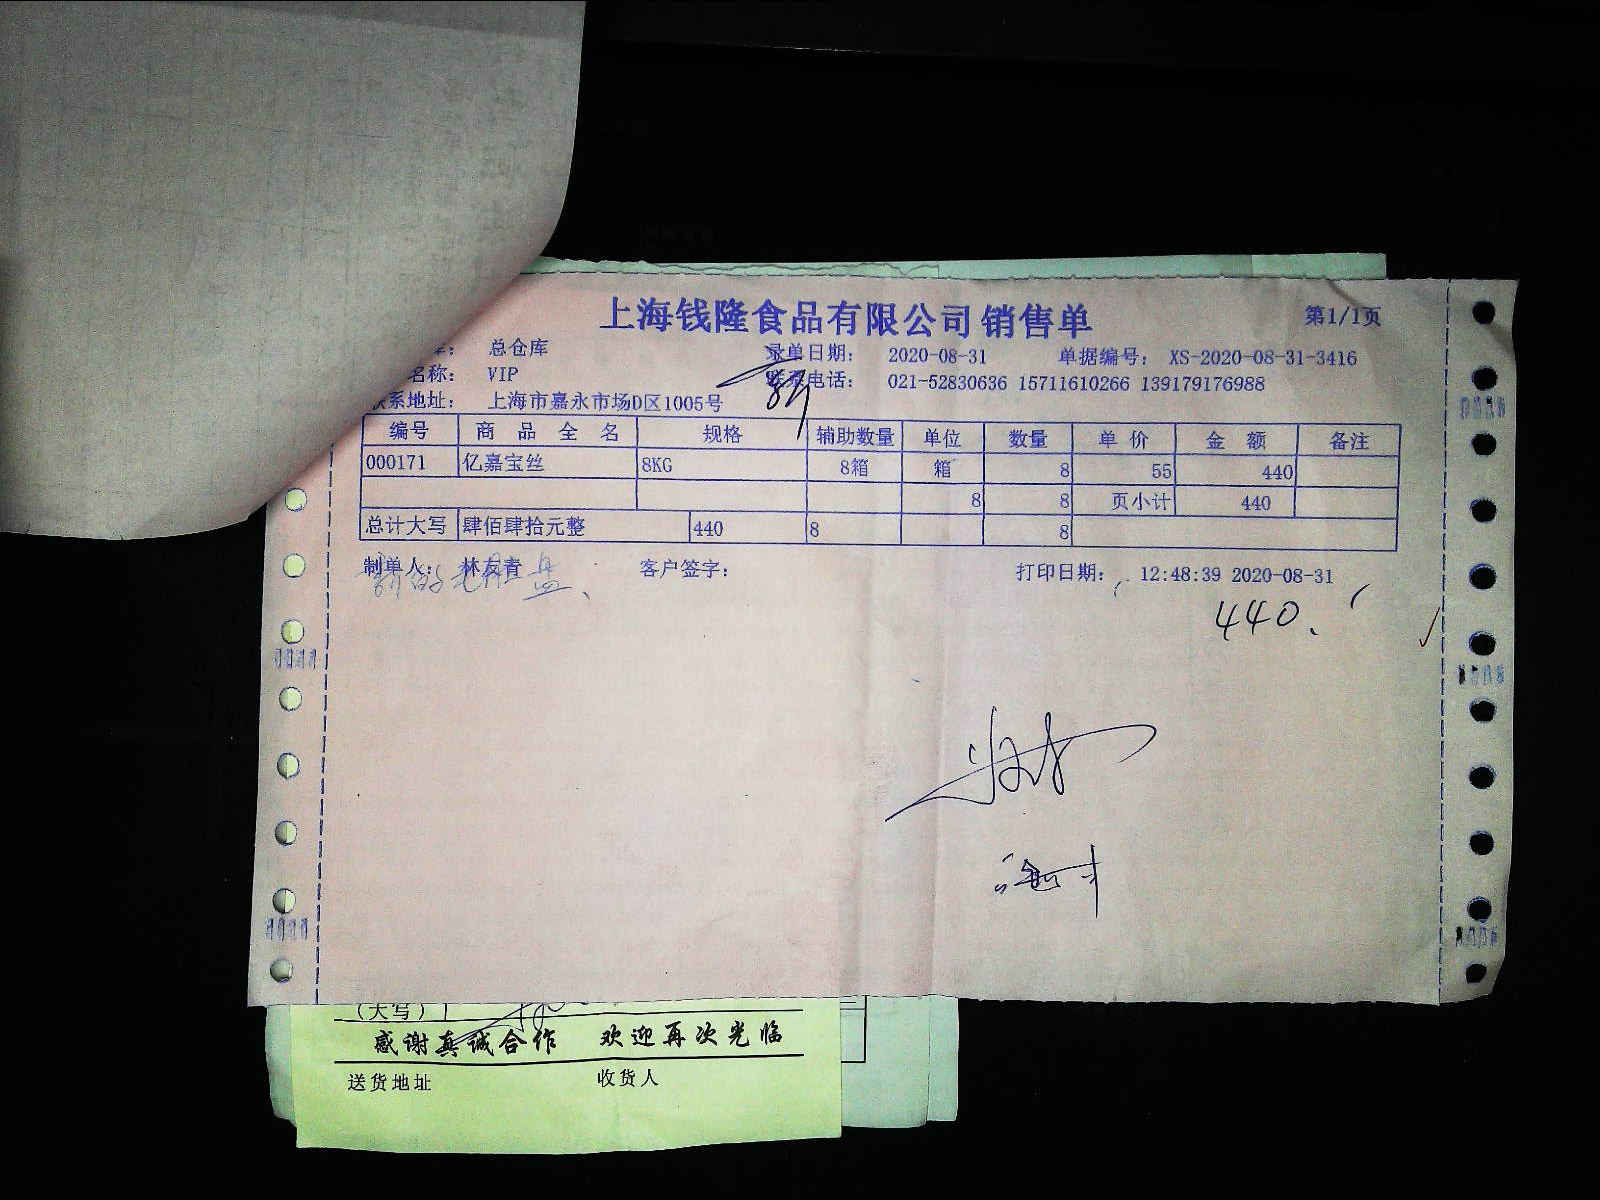 上海钱隆食品有限公司销售单 第1/1页
库： 总仓库 录单日期： 2020-08-31 单据编号： XS-2020-08-31-3416
名称： VIP 联系电话： 021-52830636 15711610266 139179176988
联系地址： 上海市嘉永市场D区1005号
编号 商品全名 规格 辅助数量 单位 数量 单价 金额 备注
000171 亿嘉宝丝 8KG 8箱 箱 8 55 440
8 8 页小计 440
总计大写 肆佰肆拾元整 440 8 8
制单人： 林友青 客户签字： 打印日期： 12:48:39 2020-08-31
440.
（大写）
感谢真诚合作 欢迎再次光临
送货地址 收货人